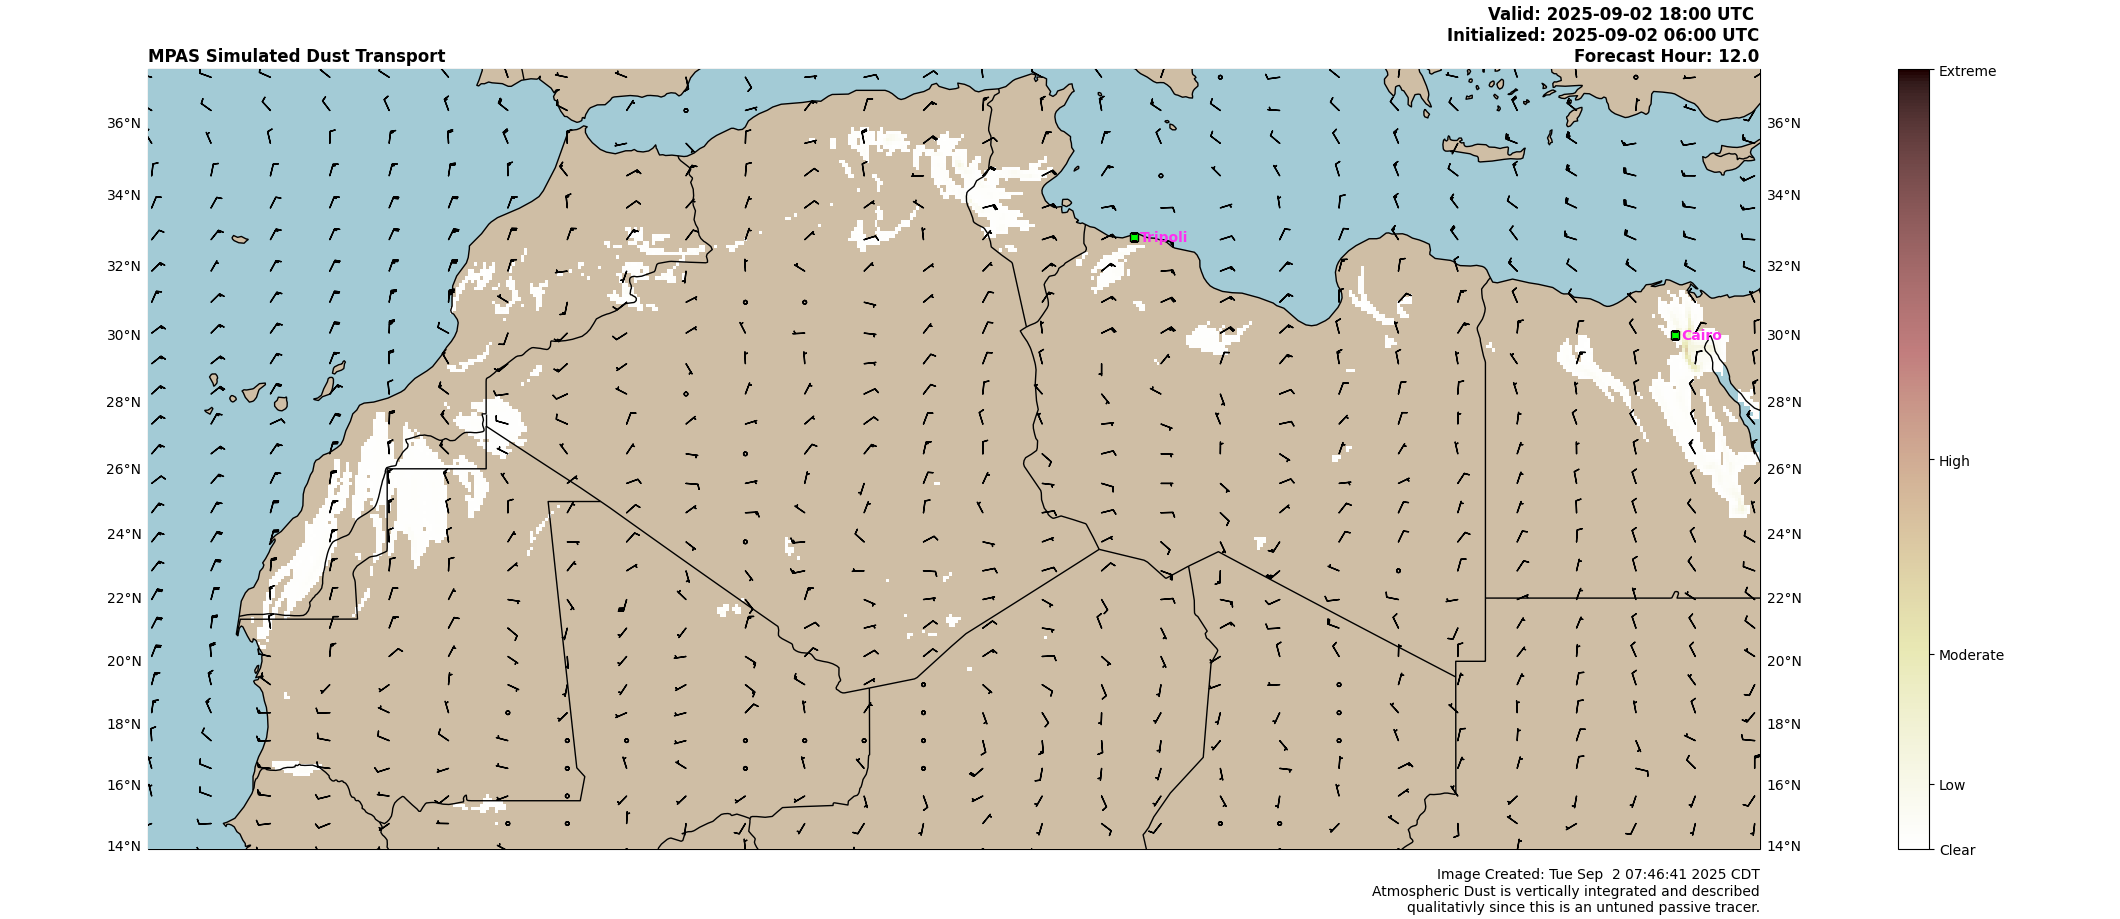 Valid: 2025-09-02 18:00 UTC
Initialized: 2025-09-02 06:00 UTC
MPAS Simulated Dust Transport
Forecast Hour: 12.0
Extreme
36°N
36°N
34°N
34°N
Tripoli
32°N
32°N
30°N
Cairo
30°N
28°N
28°N
26°N
26°N
High
24°N
24°N
22°N
22°N
20°N
20°N
Moderate
18°N
18°N
16°N
16°N
Low
14°N
14°N
Clear
Image Created: Tue Sep  2 07:46:41 2025 CDT
Atmospheric Dust is vertically integrated and described
qualitativly since this is an untuned passive tracer.